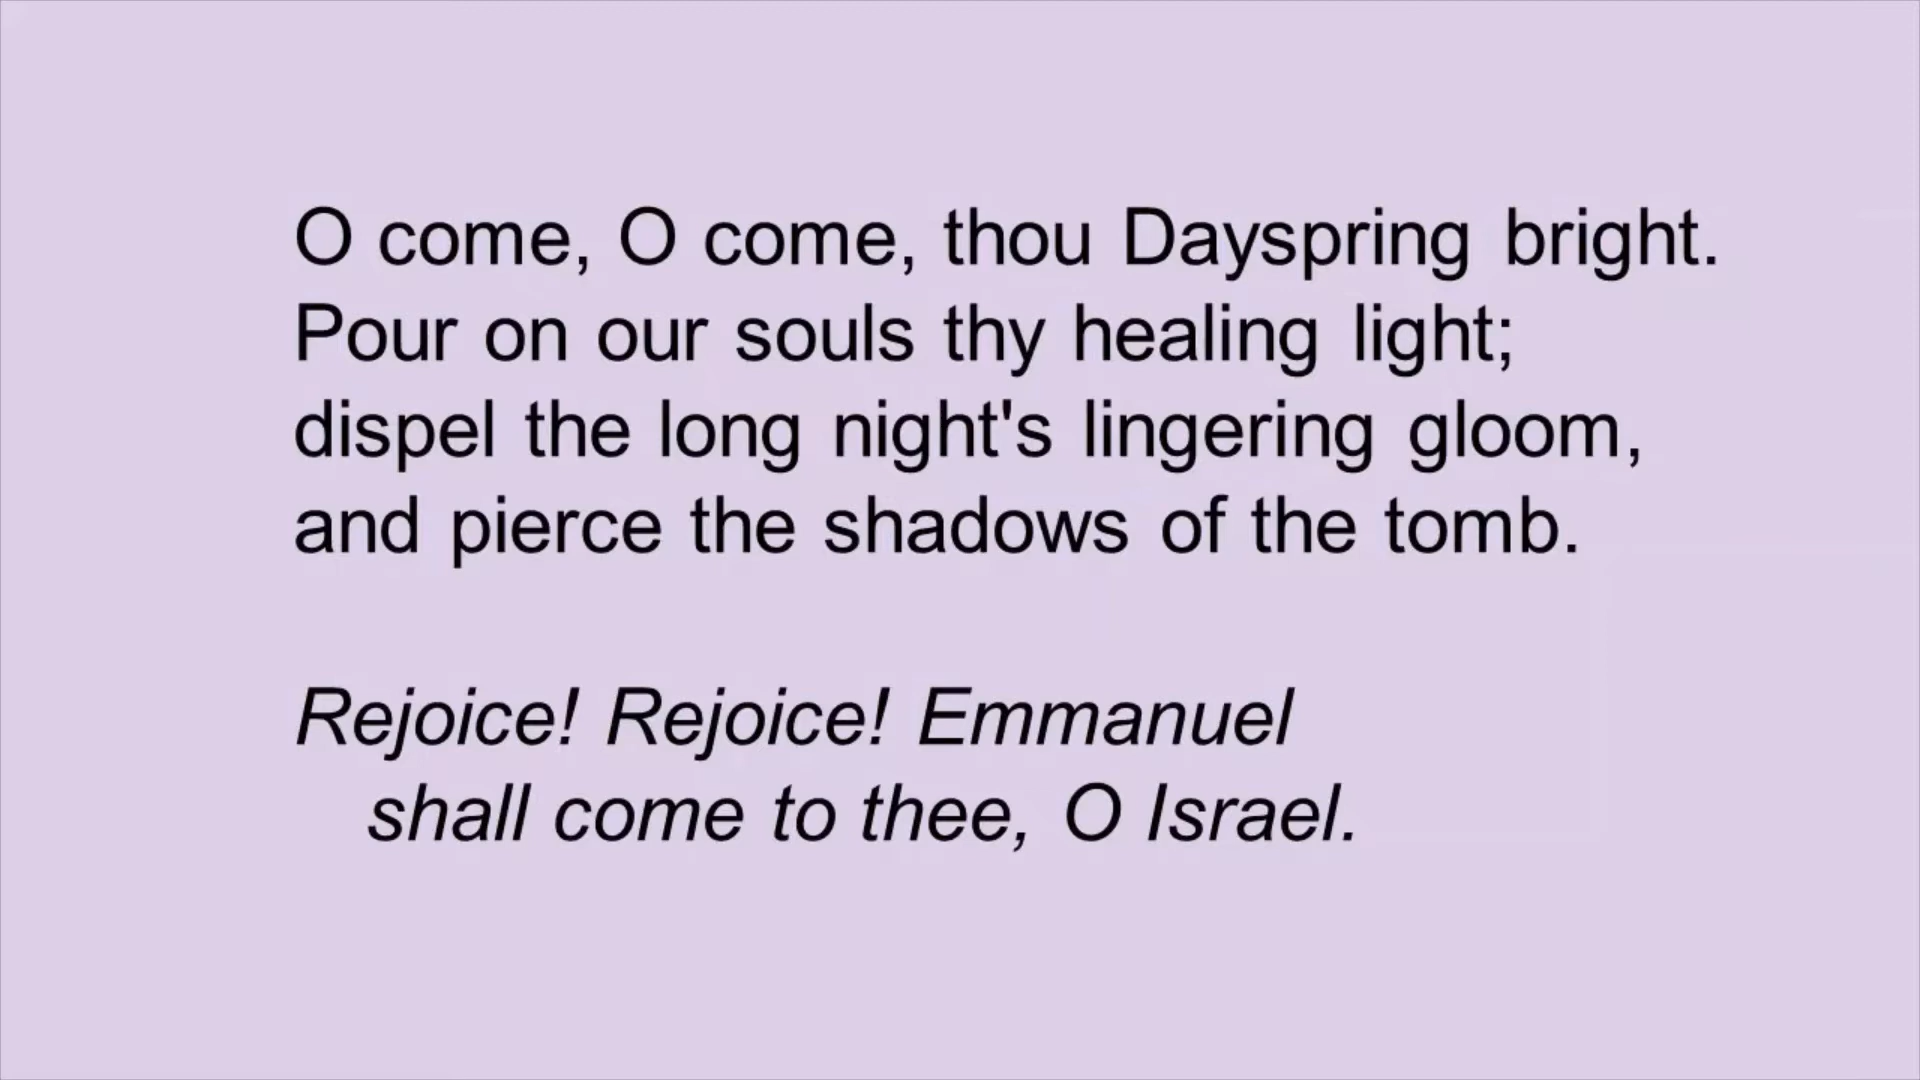 O come, O come, thou Dayspring bright.
Pour on our souls thy healing light;
dispel the long night's lingering gloom,
and pierce the shadows of the tomb.
Rejoice! Rejoice! Emmanuel
shall come to thee, O Israel.